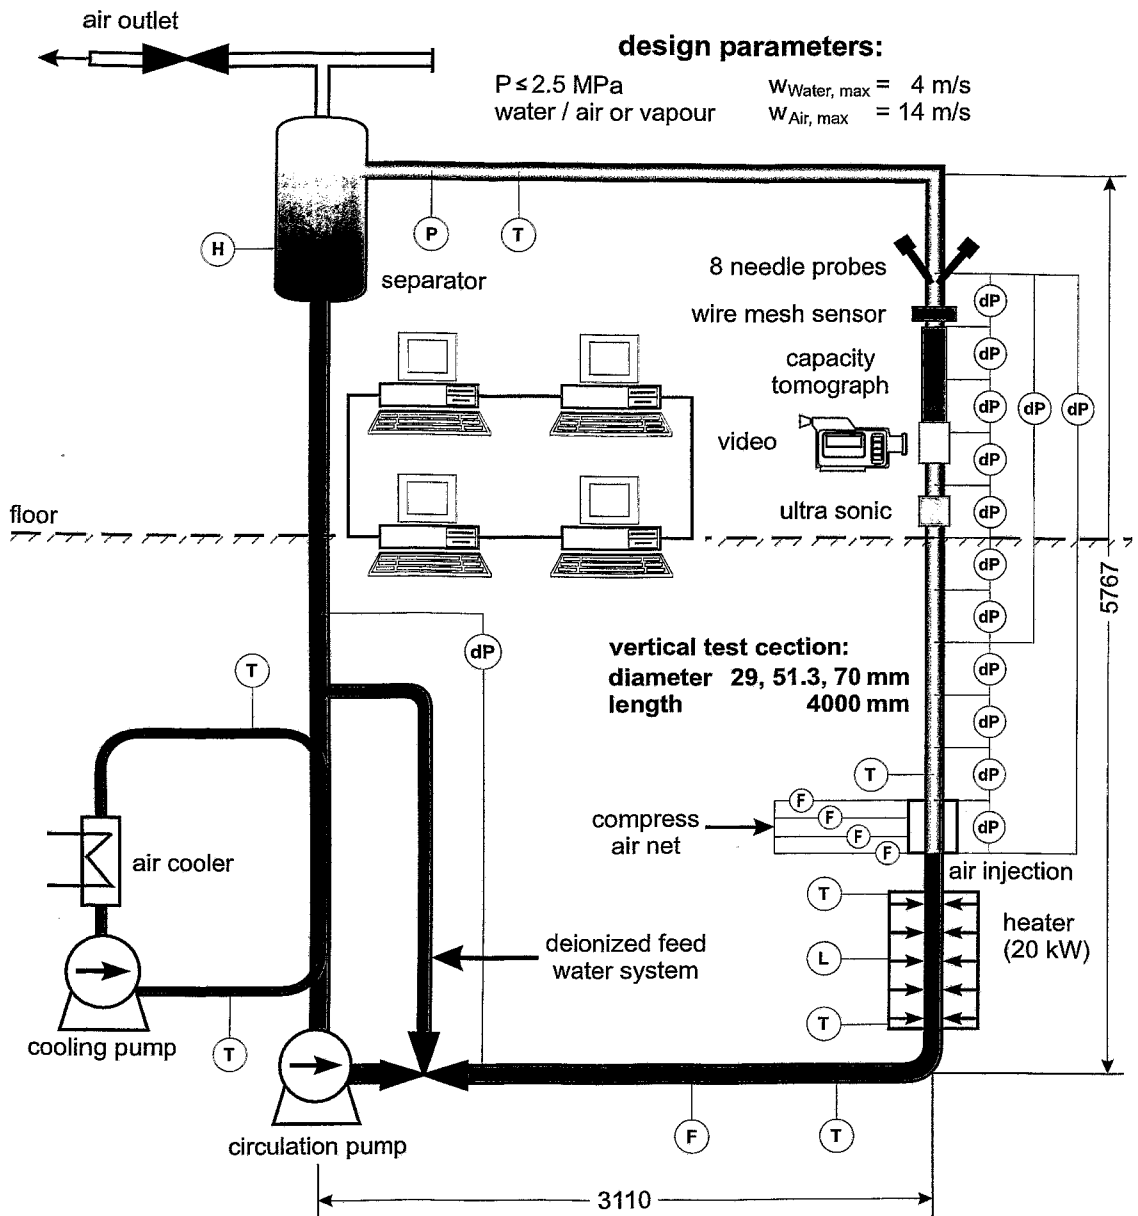 air outlet
design parameters:
P ≤ 2.5 MPa
water / air or vapour
wWater, max = 4 m/s
wAir, max = 14 m/s
H
P
T
separator
8 needle probes
wire mesh sensor
capacity
tomograph
video
ultra sonic
dP
dP
dP
dP
dP
dP
dP
dP
dP
dP
dP
dP
dP
floor
5767
dP
T
vertical test cection:
diameter 29, 51.3, 70 mm
length 4000 mm
T
compress
air net
F
F
F
F
air injection
air cooler
T
L
T
heater
(20 kW)
deionized feed
water system
cooling pump
T
circulation pump
F
T
3110